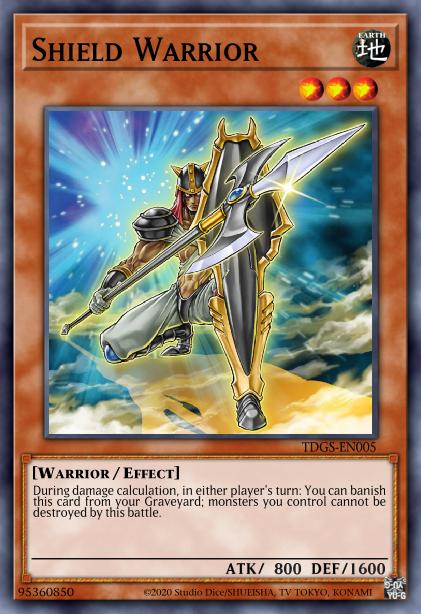 SHIELD WARRIOR
EARTH
地
TDGS-EN005
[WARRIOR / EFFECT]
During damage calculation, in either player's turn: You can banish
this card from your Graveyard; monsters you control cannot be
destroyed by this battle.
ATK/ 800 DEF/1600
95360850
©2020 Studio Dice/SHUEISHA, TV TOKYO, KONAMI